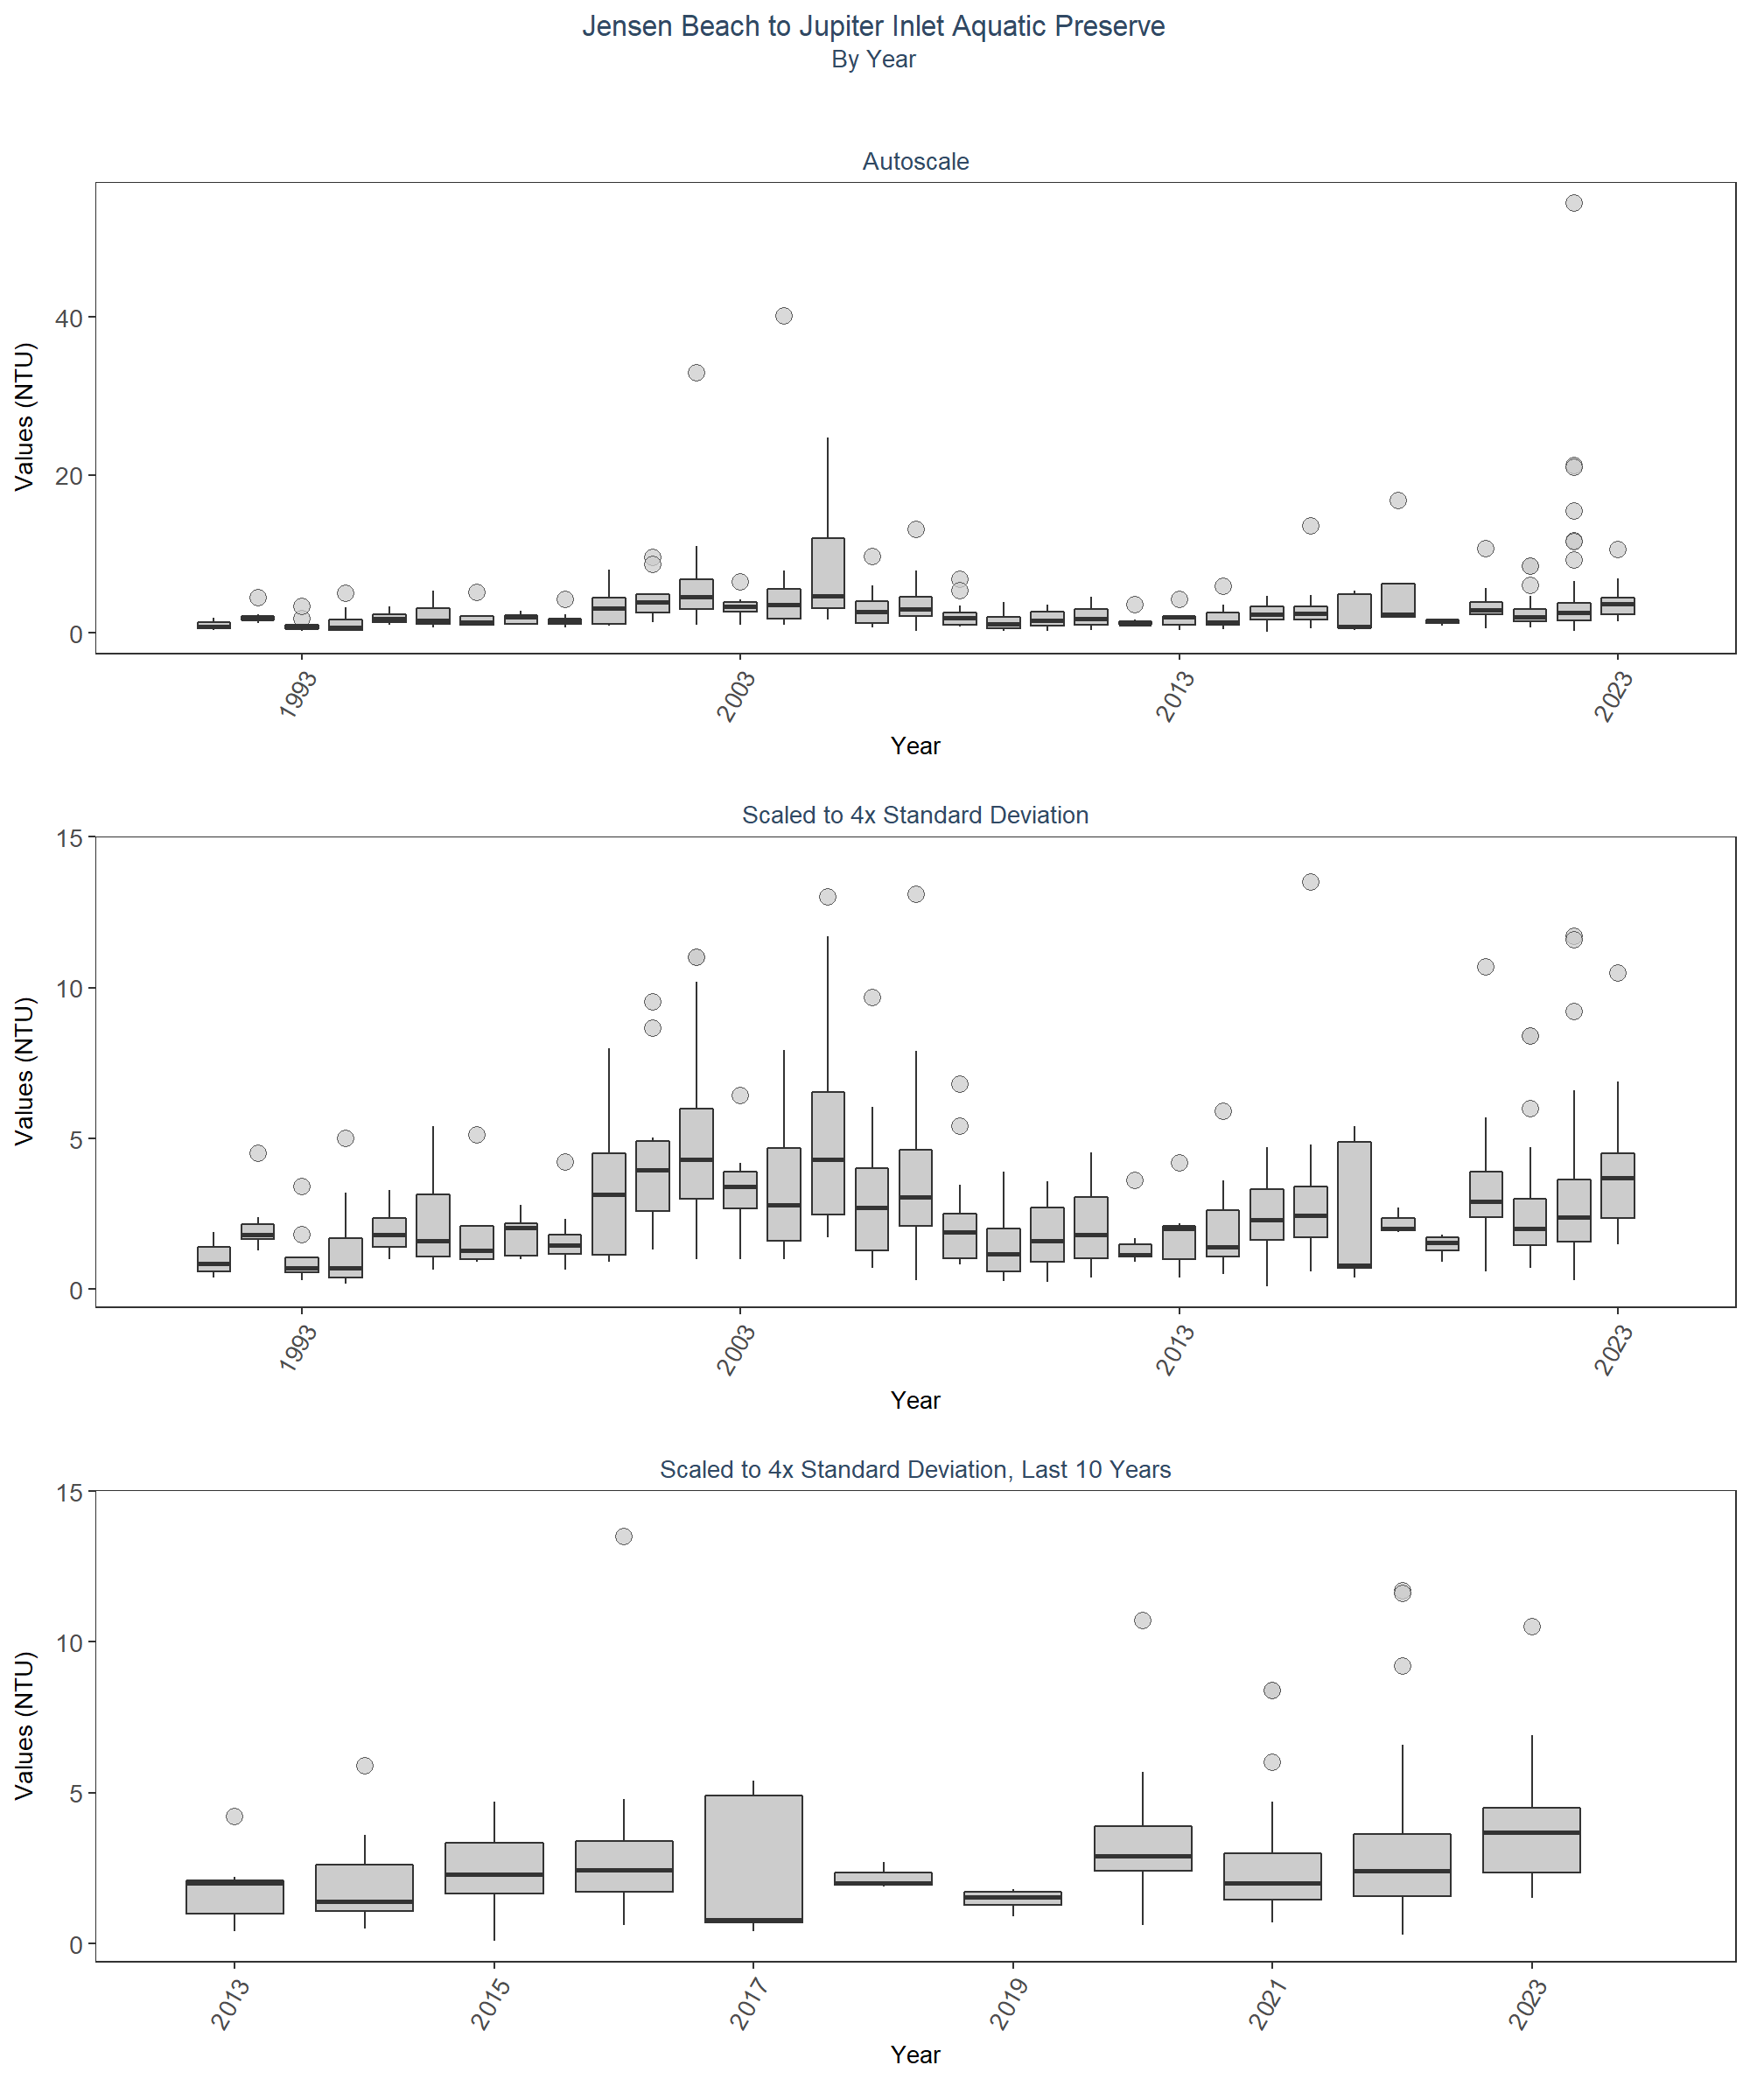 Jensen Beach to Jupiter Inlet Aquatic Preserve
By Year
Autoscale
Values (NTU)
40
20
0
1993
2003
2013
2023
Year
Scaled to 4x Standard Deviation
Values (NTU)
15
10
5
0
1993
2003
2013
2023
Year
Scaled to 4x Standard Deviation, Last 10 Years
Values (NTU)
15
10
5
0
2013
2015
2017
2019
2021
2023
Year